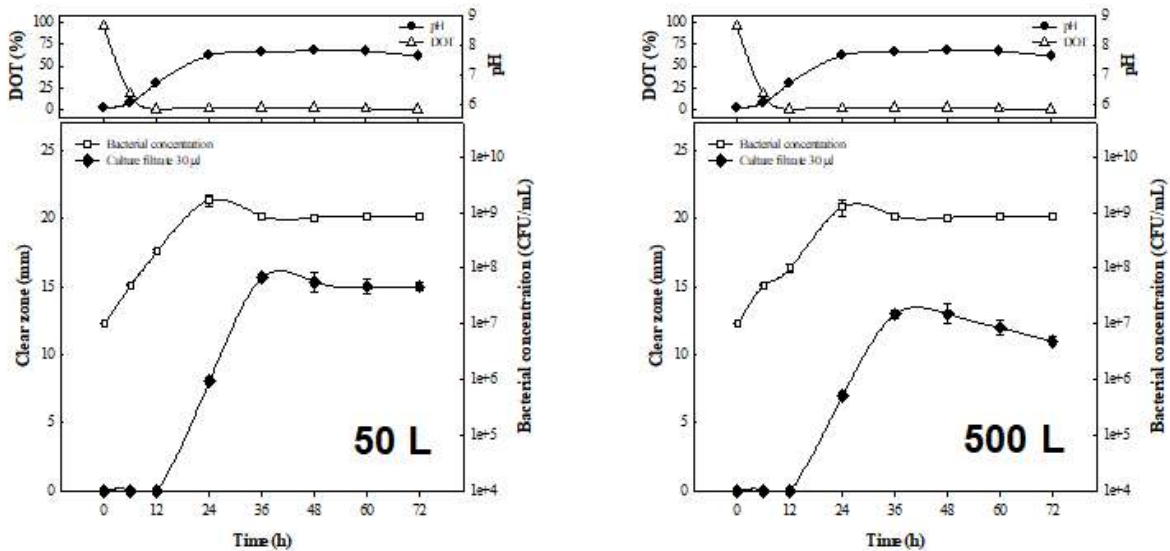 DOT (%)
100
75
50
25
0
pH
DOT
9
8
7
6
pH
Clear zone (mm)
25
20
15
10
5
0
Bacterial concentration
Culture filtrate 30 µl
50 L
1e+10
1e+9
1e+8
1e+7
1e+6
1e+5
1e+4
Bacterial concentraiton (CFU/mL)
0 12 24 36 48 60 72
Time (h)
DOT (%)
100
75
50
25
0
pH
DOT
9
8
7
6
pH
Clear zone (mm)
25
20
15
10
5
0
Bacterial concentration
Culture filtrate 30 µl
500 L
1e+10
1e+9
1e+8
1e+7
1e+6
1e+5
1e+4
Bacterial concentraiton (CFU/mL)
0 12 24 36 48 60 72
Time (h)